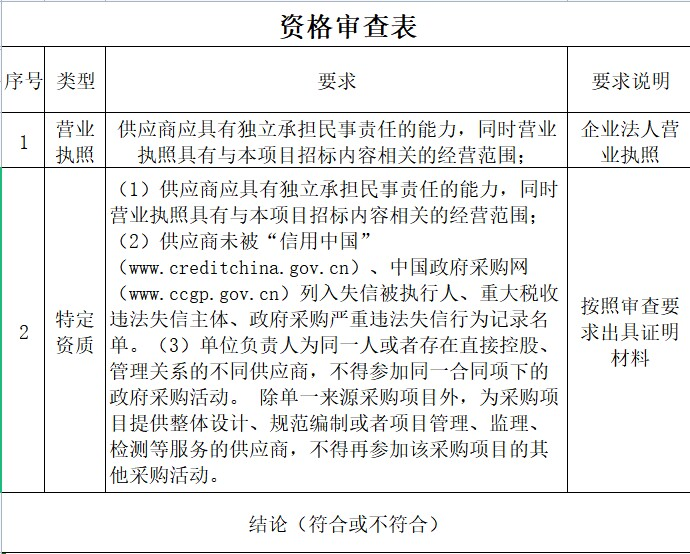 资格审查表
序号 类型 要求 要求说明
1 营业执照 供应商应具有独立承担民事责任的能力，同时营业
执照具有与本项目招标内容相关的经营范围；
企业法人营
业执照
2 特定资质 （1）供应商应具有独立承担民事责任的能力，同时
营业执照具有与本项目招标内容相关的经营范围；
（2）供应商未被“信用中国”
（www.creditchina.gov.cn）、中国政府采购网
（www.ccgp.gov.cn）列入失信被执行人、重大税收
违法失信主体、政府采购严重违法失信行为记录名
单。（3）单位负责人为同一人或者存在直接控股、
管理关系的不同供应商，不得参加同一合同项下的
政府采购活动。 除单一来源采购项目外，为采购项
目提供整体设计、规范编制或者项目管理、监理、
检测等服务的供应商，不得再参加该采购项目的其
他采购活动。
按照审查要
求出具证明
材料
结论（符合或不符合）